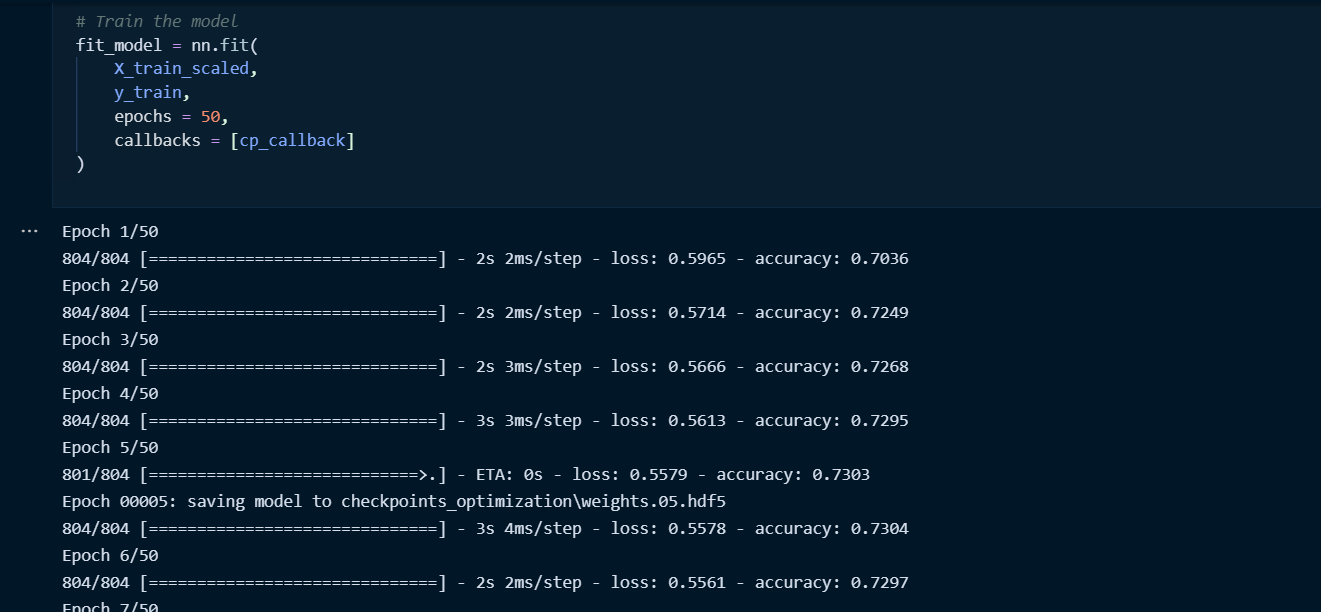 # Train the model
fit_model = nn.fit(
    X_train_scaled,
    y_train,
    epochs = 50,
    callbacks = [cp_callback]
)
...
Epoch 1/50
804/804 [==============================] - 2s 2ms/step - loss: 0.5965 - accuracy: 0.7036
Epoch 2/50
804/804 [==============================] - 2s 2ms/step - loss: 0.5714 - accuracy: 0.7249
Epoch 3/50
804/804 [==============================] - 2s 3ms/step - loss: 0.5666 - accuracy: 0.7268
Epoch 4/50
804/804 [==============================] - 3s 3ms/step - loss: 0.5613 - accuracy: 0.7295
Epoch 5/50
801/804 [============================>.] - ETA: 0s - loss: 0.5579 - accuracy: 0.7303
Epoch 00005: saving model to checkpoints_optimization\weights.05.hdf5
804/804 [==============================] - 3s 4ms/step - loss: 0.5578 - accuracy: 0.7304
Epoch 6/50
804/804 [==============================] - 2s 2ms/step - loss: 0.5561 - accuracy: 0.7297
Epoch 7/50